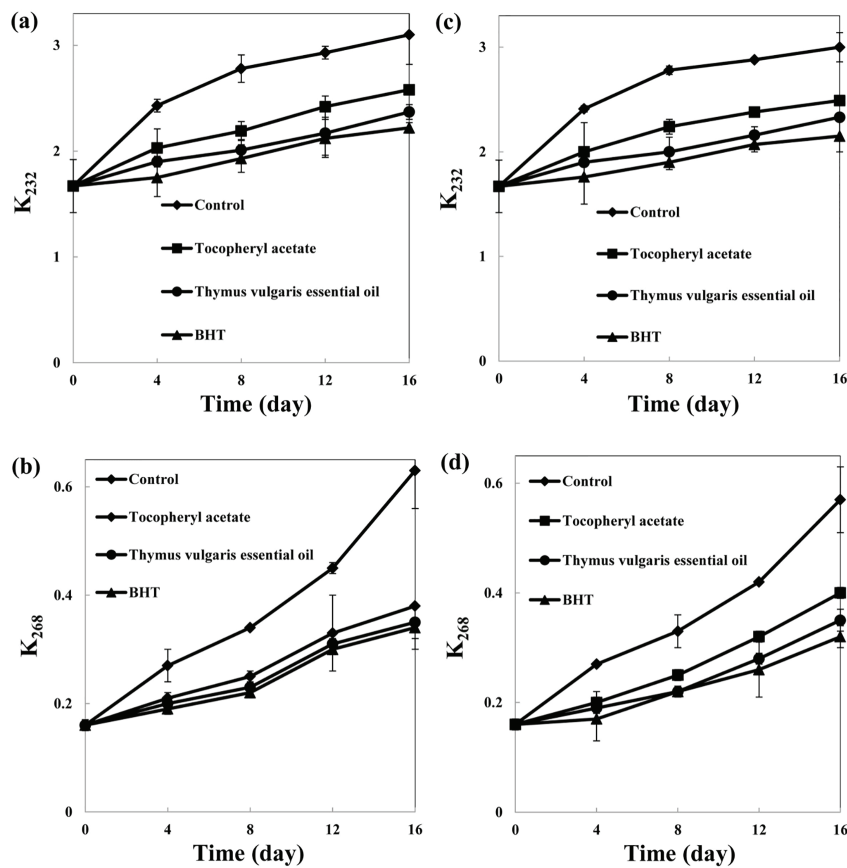 (a)
3
2
1
0
K232
Control
Tocopheryl acetate
Thymus vulgaris essential oil
BHT
0 4 8 12 16
Time (day)
(c)
3
2
1
0
K232
Control
Tocopheryl acetate
Thymus vulgaris essential oil
BHT
0 4 8 12 16
Time (day)
(b)
0.6
0.4
0.2
0
K268
Control
Tocopheryl acetate
Thymus vulgaris essential oil
BHT
0 4 8 12 16
Time (day)
(d)
0.6
0.4
0.2
0
K268
Control
Tocopheryl acetate
Thymus vulgaris essential oil
BHT
0 4 8 12 16
Time (day)